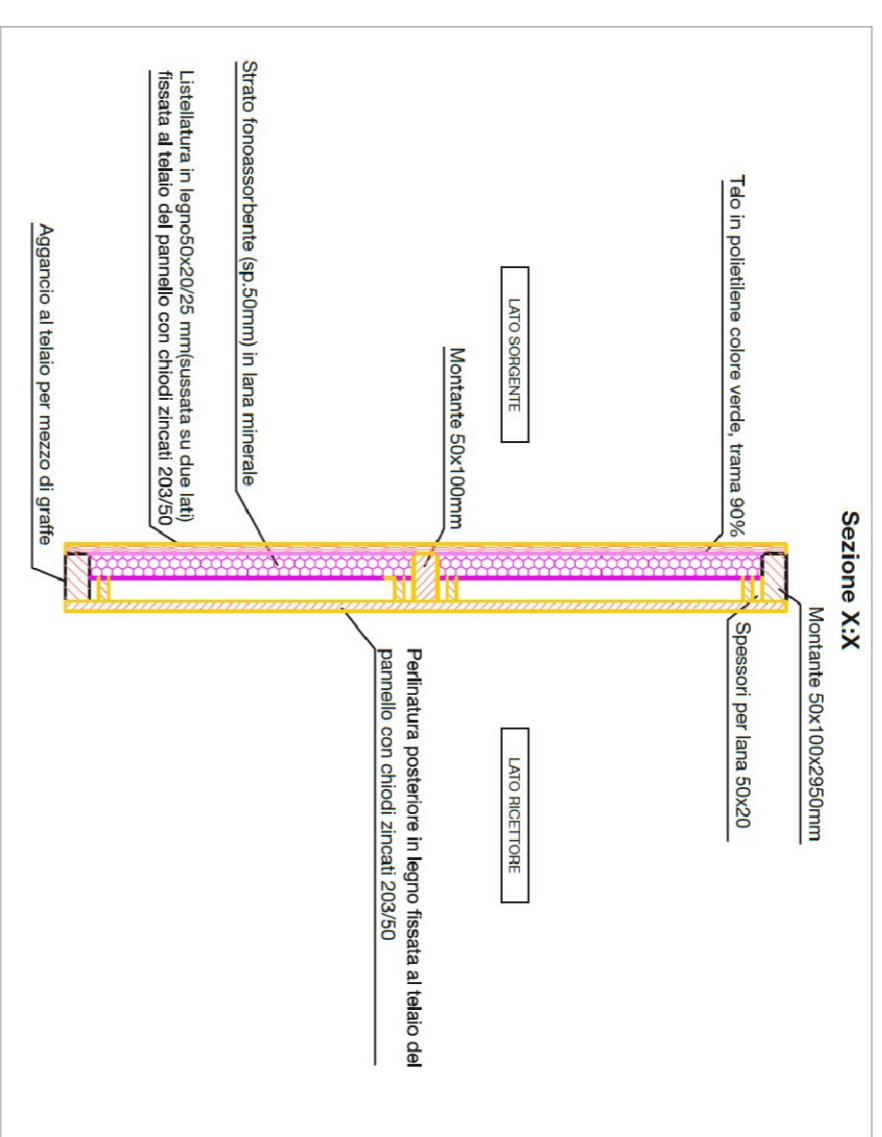 Sezione X:X
Montante 50x100x2950mm
Spessori per lana 50x20
Telo in polietilene colore verde, trama 90%
LATO SORGENTE
LATO RICETTORE
Montante 50x100mm
Perlinatura posteriore in legno fissata al telaio del
pannello con chiodi zincati 203/50
Strato fonoassorbente (sp.50mm) in lana minerale
Listellatura in legno50x20/25 mm(sussata su due lati)
fissata al telaio del pannello con chiodi zincati 203/50
Aggancio al telaio per mezzo di graffe